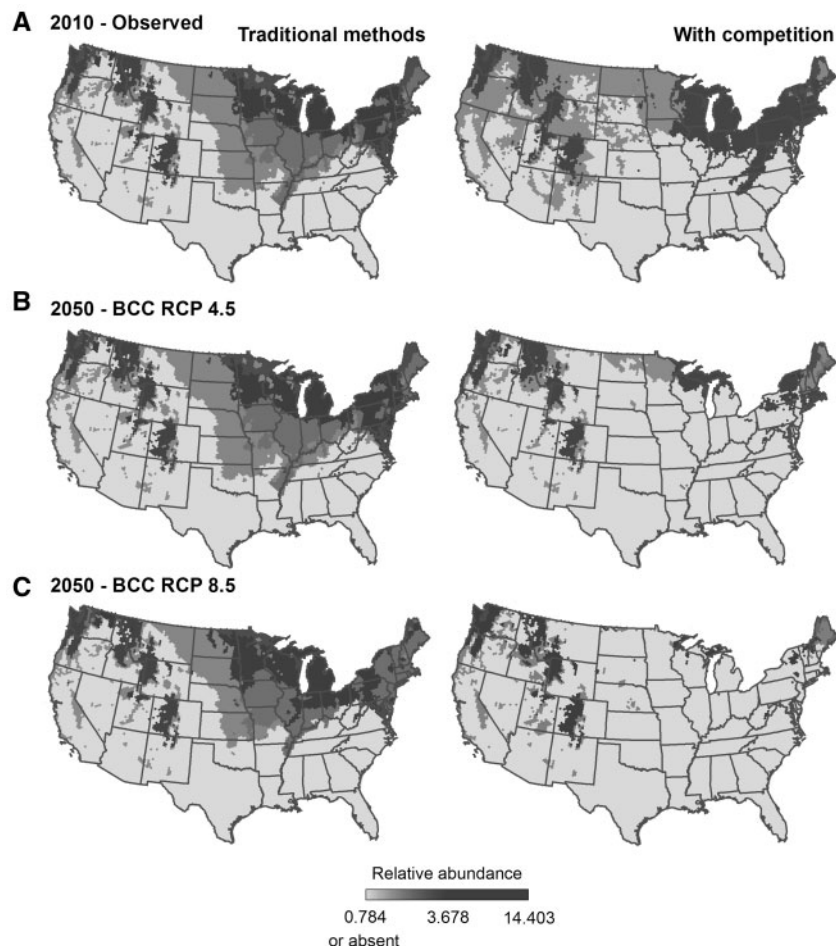 A 2010 - Observed
Traditional methods
With competition
B 2050 - BCC RCP 4.5
C 2050 - BCC RCP 8.5
Relative abundance
0.784 3.678 14.403
or absent